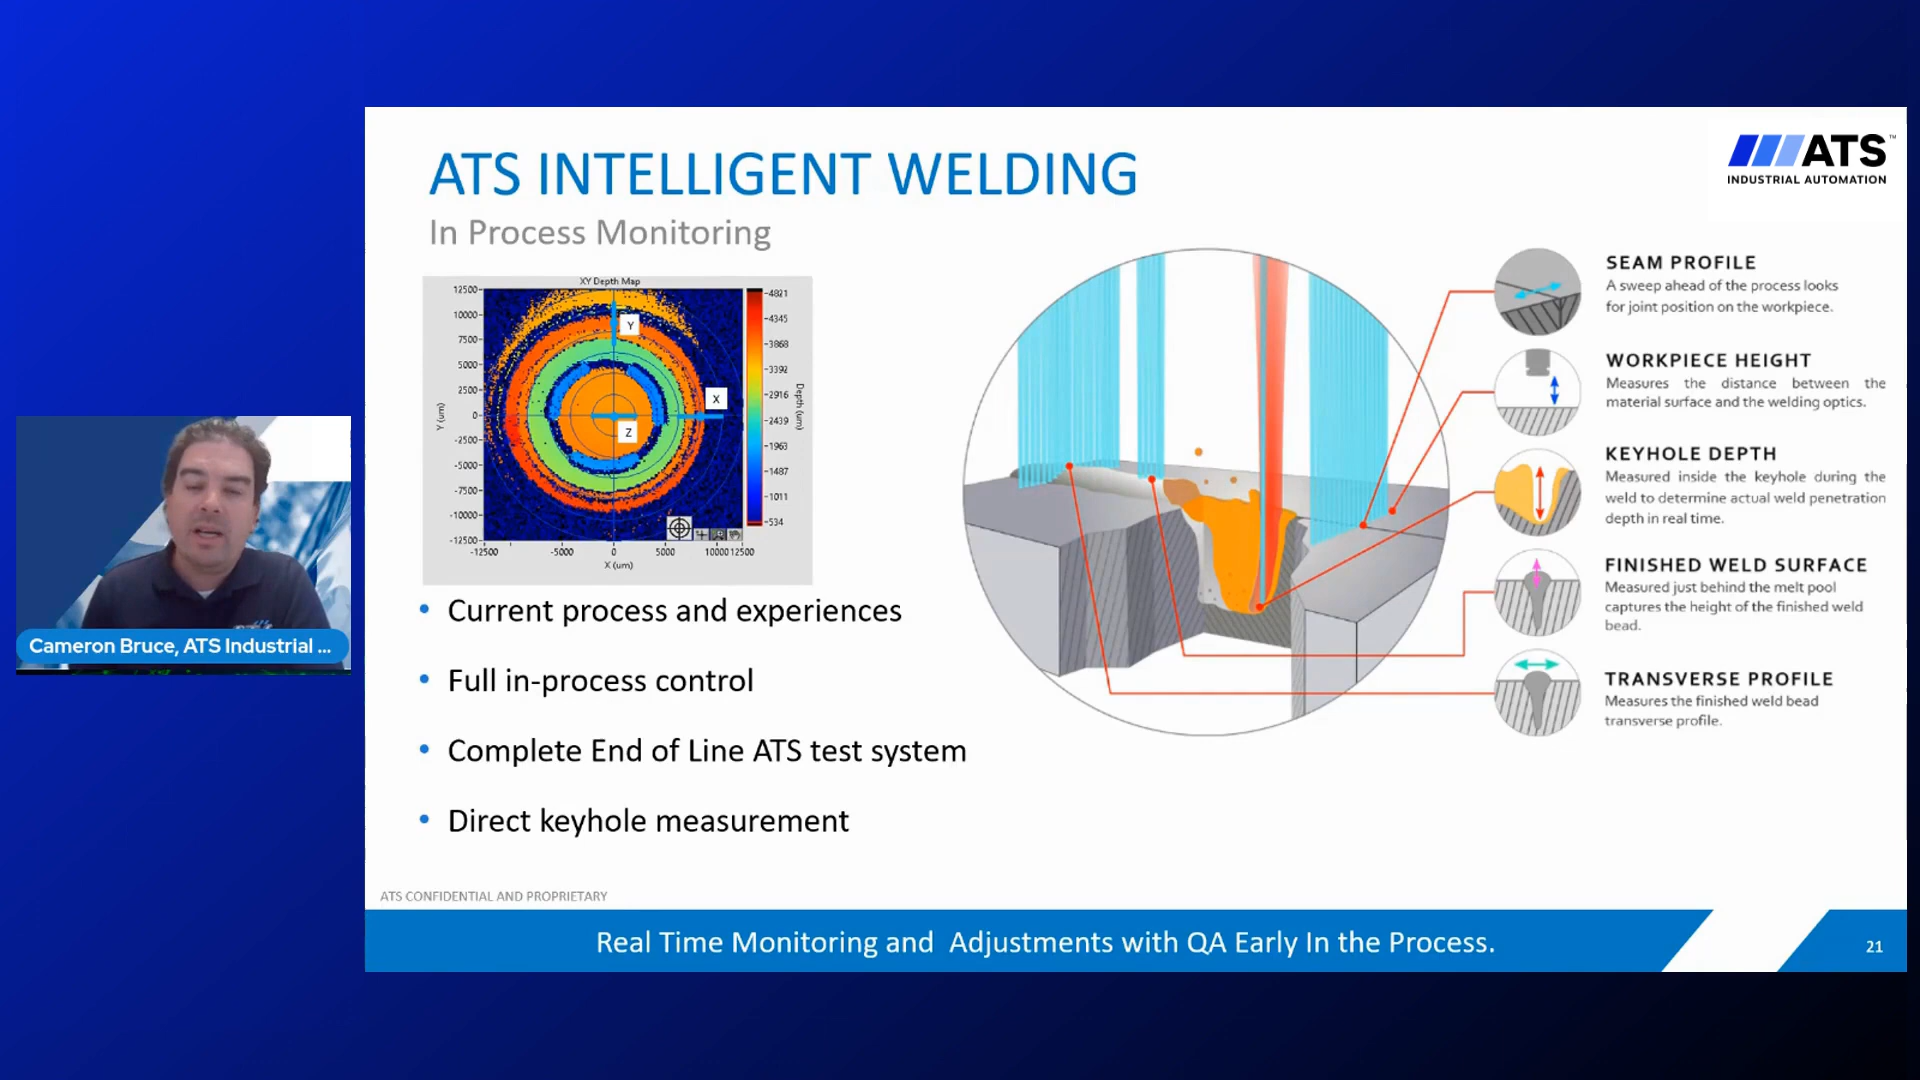 ATS™
INDUSTRIAL AUTOMATION
ATS INTELLIGENT WELDING
In Process Monitoring
XY Depth Map
12500
10000
7500
5000
2500
0
-2500
-5000
-7500
-10000
-12500
Y (um)
Y
X
Z
-12500
-5000
0
5000
10000 12500
X (um)
4821
4345
3868
3392
2916
2439
1963
1487
1011
534
Depth (um)
Current process and experiences
Full in-process control
Complete End of Line ATS test system
Direct keyhole measurement
SEAM PROFILE
A sweep ahead of the process looks
for joint position on the workpiece.
WORKPIECE HEIGHT
Measures the distance between the
material surface and the welding optics.
KEYHOLE DEPTH
Measured inside the keyhole during the
weld to determine actual weld penetration
depth in real time.
FINISHED WELD SURFACE
Measured just behind the melt pool
captures the height of the finished weld
bead.
TRANSVERSE PROFILE
Measures the finished weld bead
transverse profile.
Cameron Bruce, ATS Industrial ...
ATS CONFIDENTIAL AND PROPRIETARY
Real Time Monitoring and  Adjustments with QA Early In the Process.
21